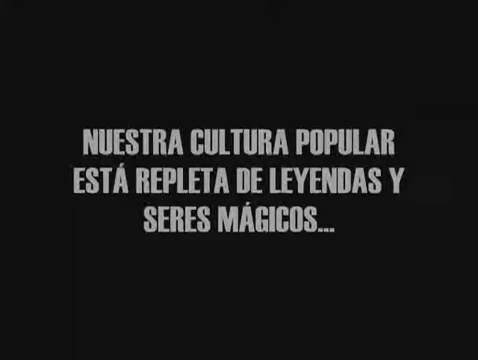 NUESTRA CULTURA POPULAR
ESTÁ REPLETA DE LEYENDAS Y
SERES MÁGICOS...